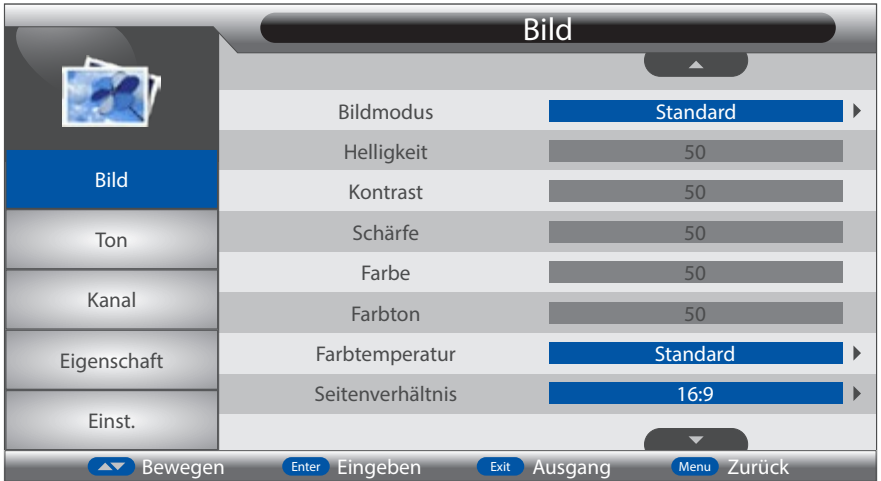 Bild
Bildmodus Standard
Helligkeit 50
Kontrast 50
Schärfe 50
Farbe 50
Farbton 50
Farbtemperatur Standard
Seitenverhältnis 16:9
Bild
Ton
Kanal
Eigenschaft
Einst.
Bewegen Enter Eingeben Exit Ausgang Menu Zurück